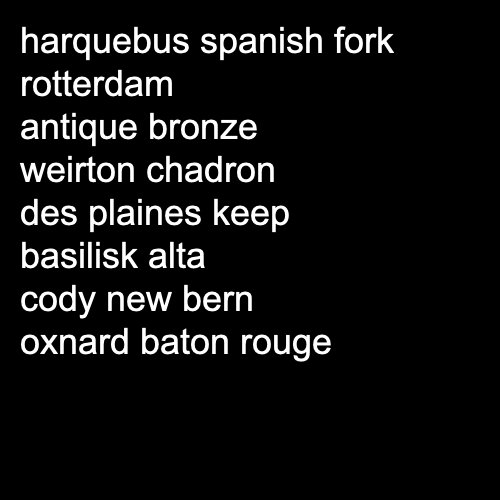 harquebus spanish fork
rotterdam
antique bronze
weirton chadron
des plaines keep
basilisk alta
cody new bern
oxnard baton rouge